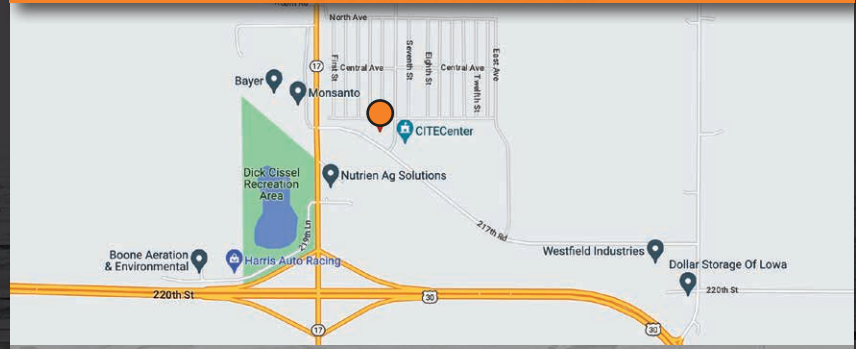 North Ave
17
First St
Central Ave
Seventh St
Eighth St
Central Ave
Twelfth St
East Ave
Bayer
Monsanto
CITECenter
Dick Cissel
Recreation
Area
Nutrien Ag Solutions
219th Ln
217th Rd
Boone Aeration
& Environmental
Harris Auto Racing
Westfield Industries
Dollar Storage Of Lowa
220th St
30
220th St
17
30